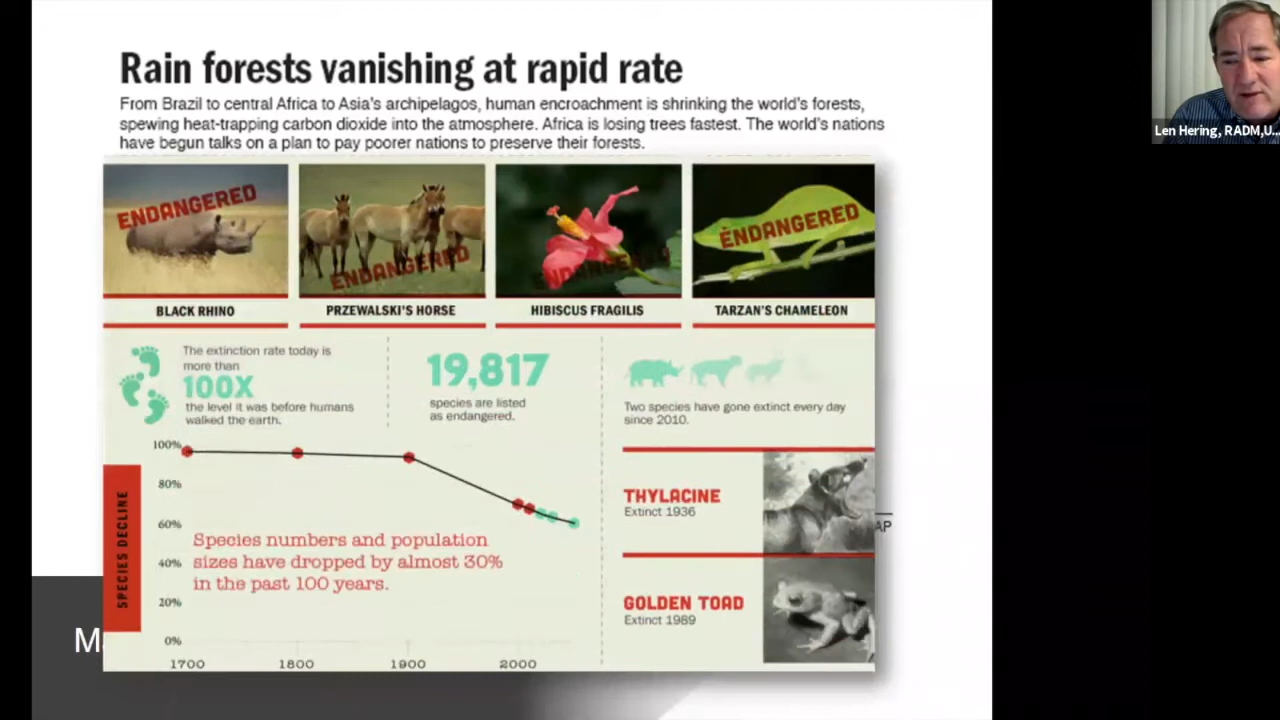 Rain forests vanishing at rapid rate
From Brazil to central Africa to Asia's archipelagos, human encroachment is shrinking the world's forests,
spewing heat-trapping carbon dioxide into the atmosphere. Africa is losing trees fastest. The world's nations
have begun talks on a plan to pay poorer nations to preserve their forests.
Len Hering, RADM,U...
ENDANGERED
ENDANGERED
ENDANGERED
ENDANGERED
BLACK RHINO
PRZEWALSKI'S HORSE
HIBISCUS FRAGILIS
TARZAN'S CHAMELEON
The extinction rate today is
more than
100X
the level it was before humans
walked the earth.
19,817
species are listed
as endangered.
Two species have gone extinct every day
since 2010.
100%
80%
60%
40%
20%
0%
SPECIES DECLINE
Species numbers and population
sizes have dropped by almost 30%
in the past 100 years.
1700
1800
1900
2000
THYLACINE
Extinct 1936
AP
GOLDEN TOAD
Extinct 1989